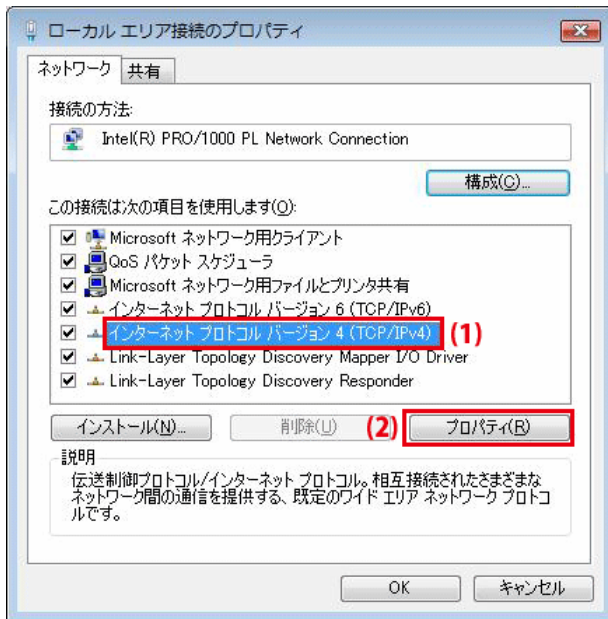 ローカル エリア接続のプロパティ
ネットワーク 共有
接続の方法:
Intel(R) PRO/1000 PL Network Connection
構成(C)...
この接続は次の項目を使用します(O):
Microsoft ネットワーク用クライアント
QoS パケット スケジューラ
Microsoft ネットワーク用ファイルとプリンタ共有
インターネット プロトコル バージョン 6 (TCP/IPv6)
インターネット プロトコル バージョン 4 (TCP/IPv4) (1)
Link-Layer Topology Discovery Mapper I/O Driver
Link-Layer Topology Discovery Responder
インストール(N)... 削除(U) (2) プロパティ(R)
説明
伝送制御プロトコル/インターネット プロトコル。相互接続されたさまざまな
ネットワーク間の通信を提供する、既定のワイド エリア ネットワーク プロトコ
ルです。
OK キャンセル